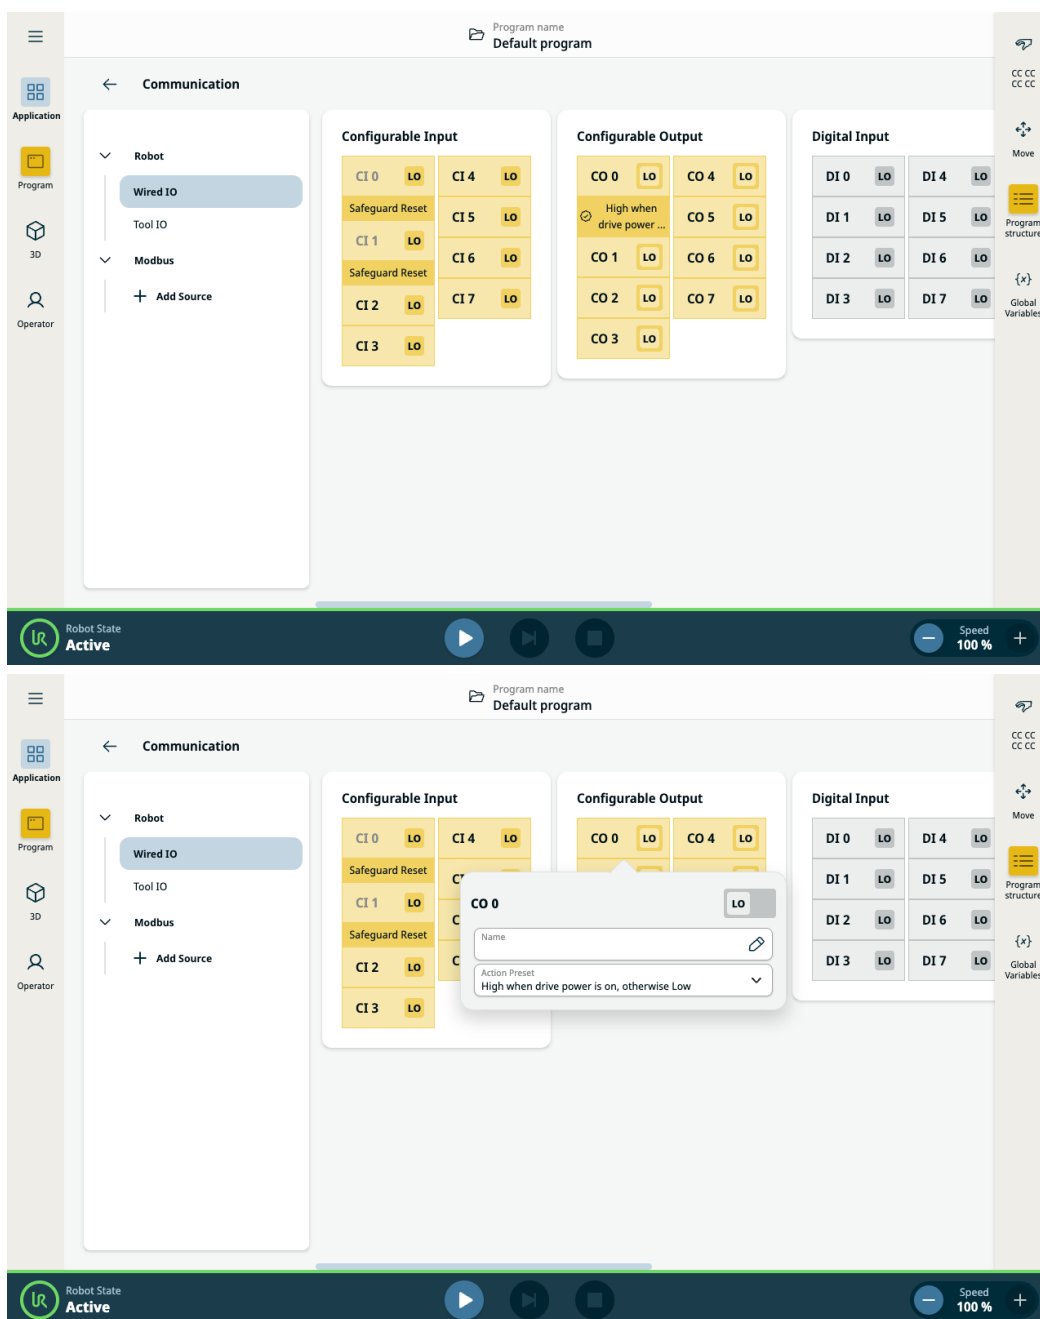 Program name
Default program
Application
Program
3D
Operator
Communication
Robot
Wired IO
Tool IO
Modbus
Add Source
Configurable Input
CI 0 LO CI 4 LO
Safeguard Reset
CI 5 LO
CI 1 LO
CI 6 LO
Safeguard Reset
CI 2 LO CI 7 LO
CI 3 LO
Configurable Output
CO 0 LO CO 4 LO
High when
drive power ...
CO 5 LO
CO 1 LO CO 6 LO
CO 2 LO CO 7 LO
CO 3 LO
Digital Input
DI 0 LO DI 4 LO
DI 1 LO DI 5 LO
DI 2 LO DI 6 LO
DI 3 LO DI 7 LO
CC CC
CC CC
Move
Program
structure
{x}
Global
Variables
Robot State
Active
Speed
100 %
Program name
Default program
Application
Program
3D
Operator
Communication
Robot
Wired IO
Tool IO
Modbus
Add Source
Configurable Input
CI 0 LO CI 4 LO
Safeguard Reset
CI 1 LO
Safeguard Reset
CI 2 LO
CI 3 LO
Configurable Output
CO 0 LO CO 4 LO
CO 0 LO
Name
Action Preset
High when drive power is on, otherwise Low
Digital Input
DI 0 LO DI 4 LO
DI 1 LO DI 5 LO
DI 2 LO DI 6 LO
DI 3 LO DI 7 LO
CC CC
CC CC
Move
Program
structure
{x}
Global
Variables
Robot State
Active
Speed
100 %